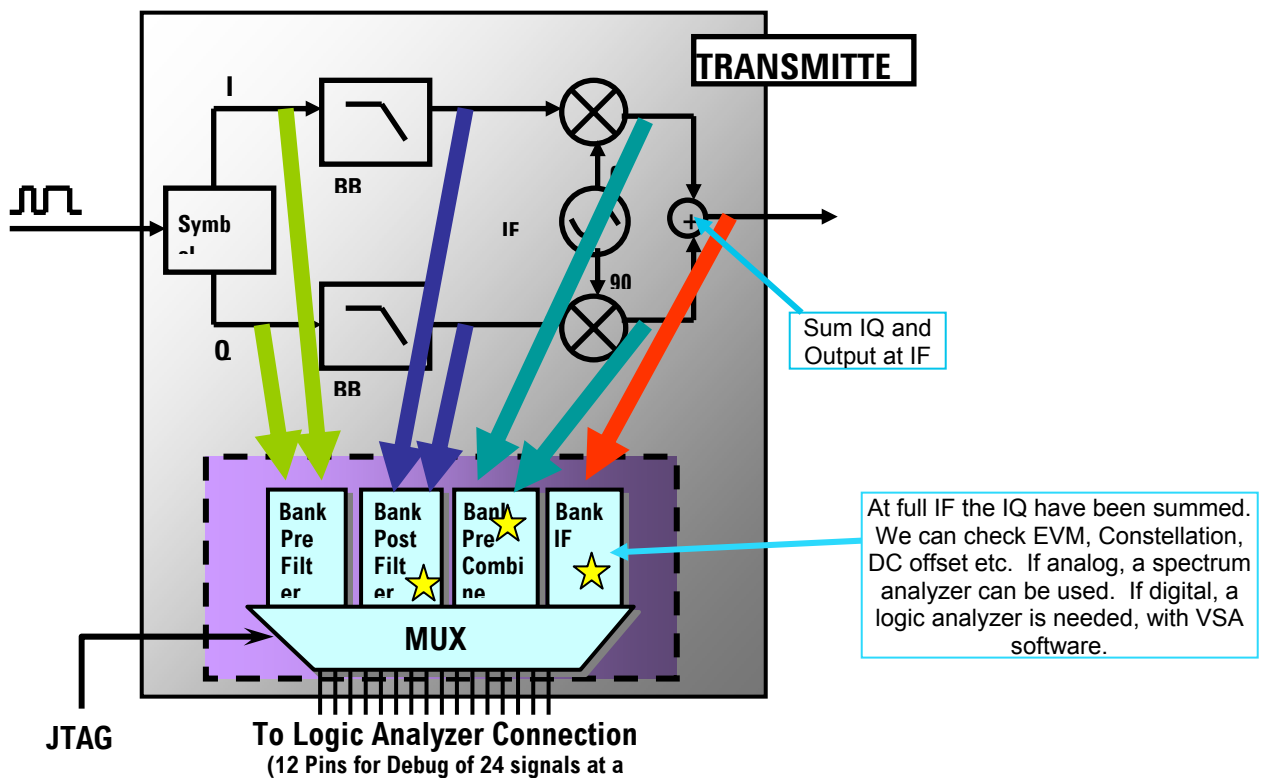 TRANSMITTE
I
BB
Symb
IF
90
+
Q
BB
Sum IQ and
Output at IF
Bank
Pre
Filt
er
Bank
Post
Filt
er
Bank
Pre
Combi
ne
Bank
IF
At full IF the IQ have been summed.
We can check EVM, Constellation,
DC offset etc. If analog, a spectrum
analyzer can be used. If digital, a
logic analyzer is needed, with VSA
software.
MUX
JTAG
To Logic Analyzer Connection
(12 Pins for Debug of 24 signals at a